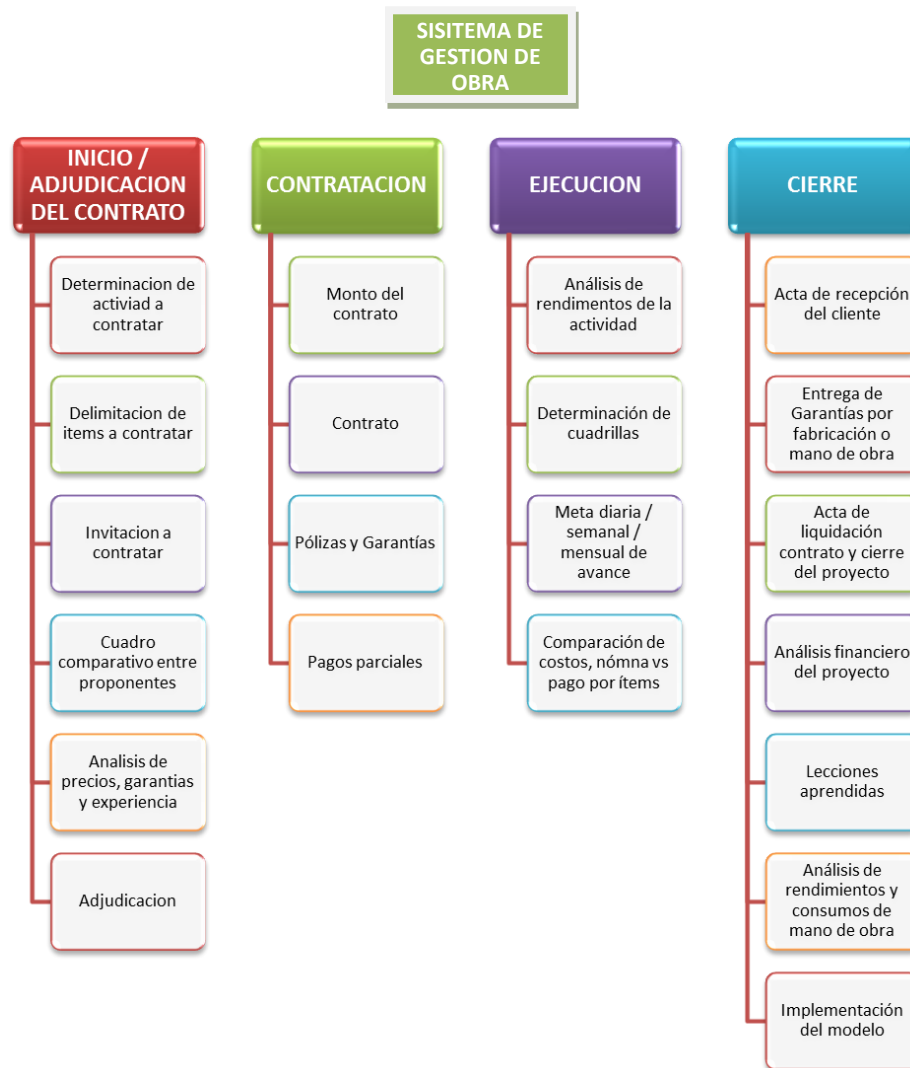 SISITEMA DE
GESTION DE
OBRA
INICIO /
ADJUDICACION
DEL CONTRATO
Determinacion de
activiad a
contratar
Delimitacion de
items a contratar
Invitacion a
contratar
Cuadro
comparativo entre
proponentes
Analisis de
precios, garantias
y experiencia
Adjudicacion
CONTRATACION
Monto del
contrato
Contrato
Pólizas y Garantías
Pagos parciales
EJECUCION
Análisis de
rendimentos de la
actividad
Determinación de
cuadrillas
Meta diaria /
semanal /
mensual de
avance
Comparación de
costos, nómna vs
pago por ítems
CIERRE
Acta de recepción
del cliente
Entrega de
Garantías por
fabricación o
mano de obra
Acta de
liquidación
contrato y cierre
del proyecto
Análisis financiero
del proyecto
Lecciones
aprendidas
Análisis de
rendimientos y
consumos de
mano de obra
Implementación
del modelo